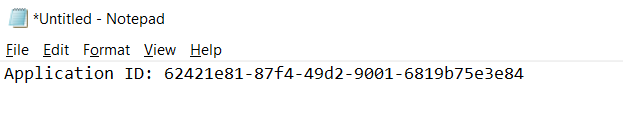 *Untitled - Notepad
File Edit Format View Help
Application ID: 62421e81-87f4-49d2-9001-6819b75e3e84